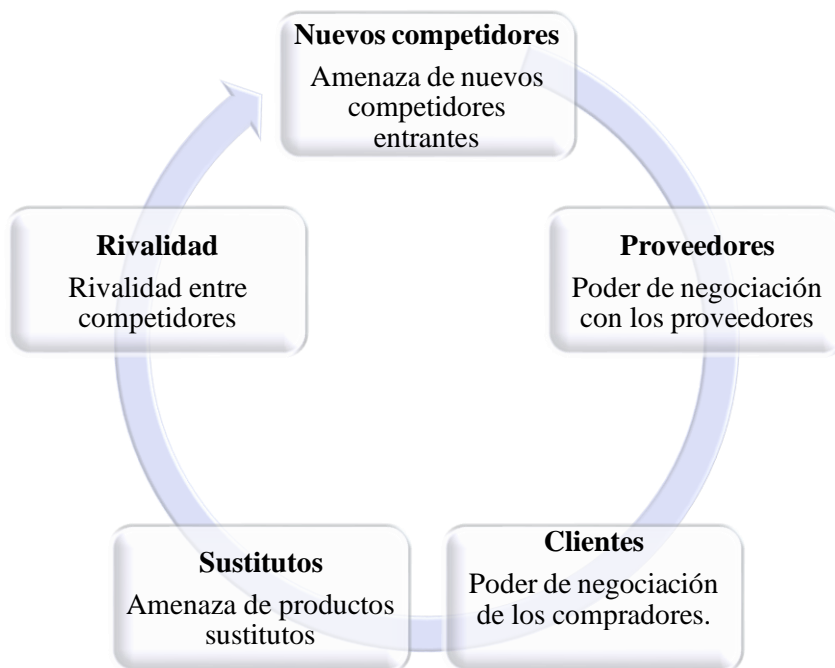 Nuevos competidores
Amenaza de nuevos
competidores
entrantes
Proveedores
Poder de negociación
con los proveedores
Clientes
Poder de negociación
de los compradores.
Sustitutos
Amenaza de productos
sustitutos
Rivalidad
Rivalidad entre
competidores